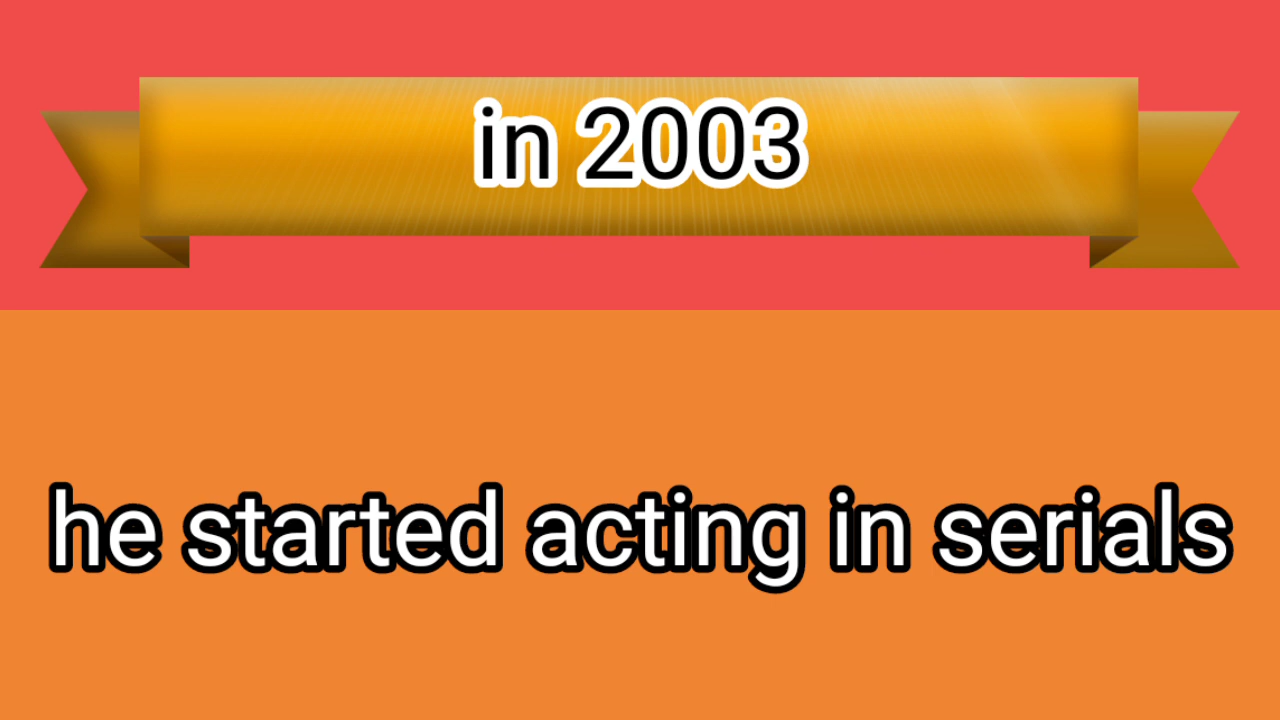 in 2003
he started acting in serials